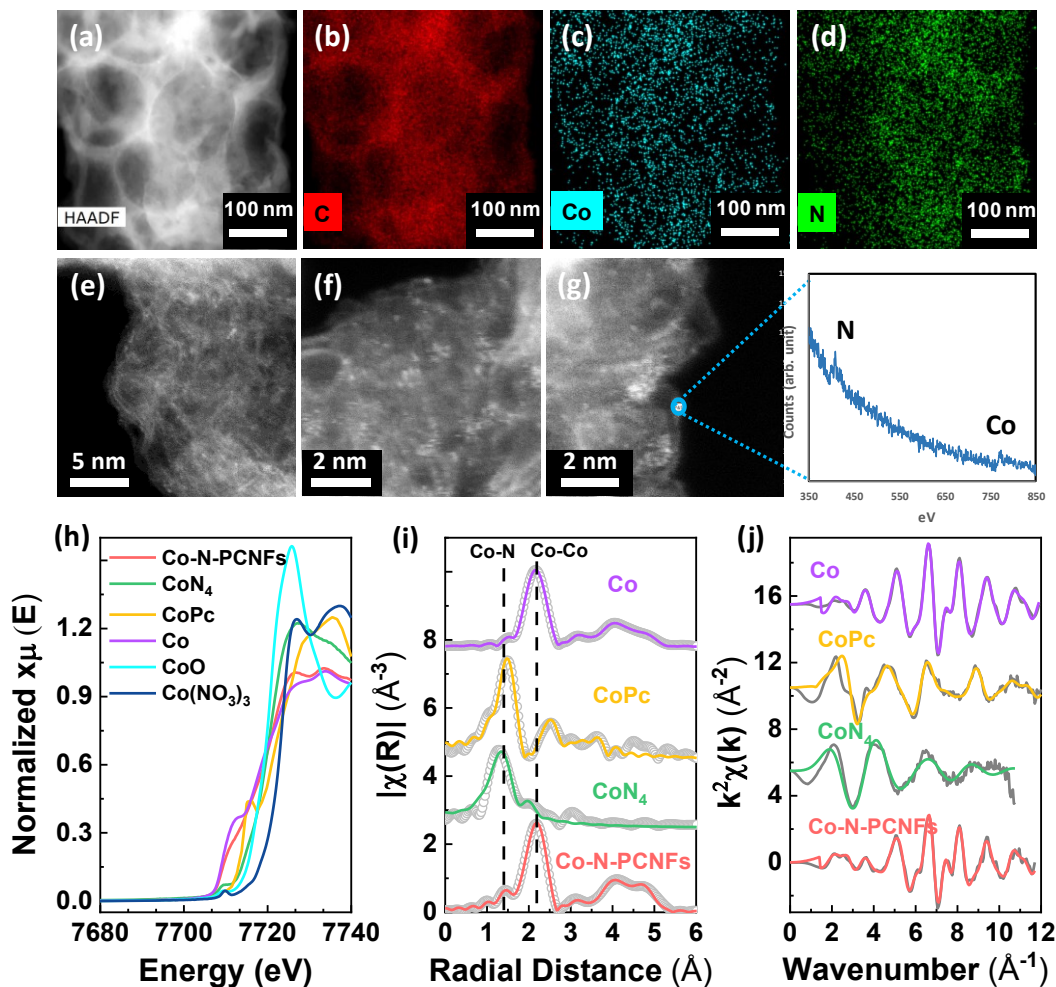 (a)
HAADF
100 nm
(b)
C
100 nm
(c)
Co
100 nm
(d)
N
100 nm
(e)
5 nm
(f)
2 nm
(g)
2 nm
Counts (arb. unit)
N
Co
350 450 550 650 750 850
eV
(h)
Co-N-PCNFs
CoN4
CoPc
Co
CoO
Co(NO3)3
Normalized xμ (E)
1.2
0.9
0.6
0.3
0.0
7680 7700 7720 7740
Energy (eV)
(i)
Co-N
Co-Co
Co
CoPc
CoN4
Co-N-PCNFs
|χ(R)| (Å-3)
10
8
6
4
2
0
0 1 2 3 4 5 6
Radial Distance (Å)
(j)
Co
CoPc
CoN4
Co-N-PCNFs
k2χ(k) (Å-2)
16
12
8
4
0
0 2 4 6 8 10 12
Wavenumber (Å-1)